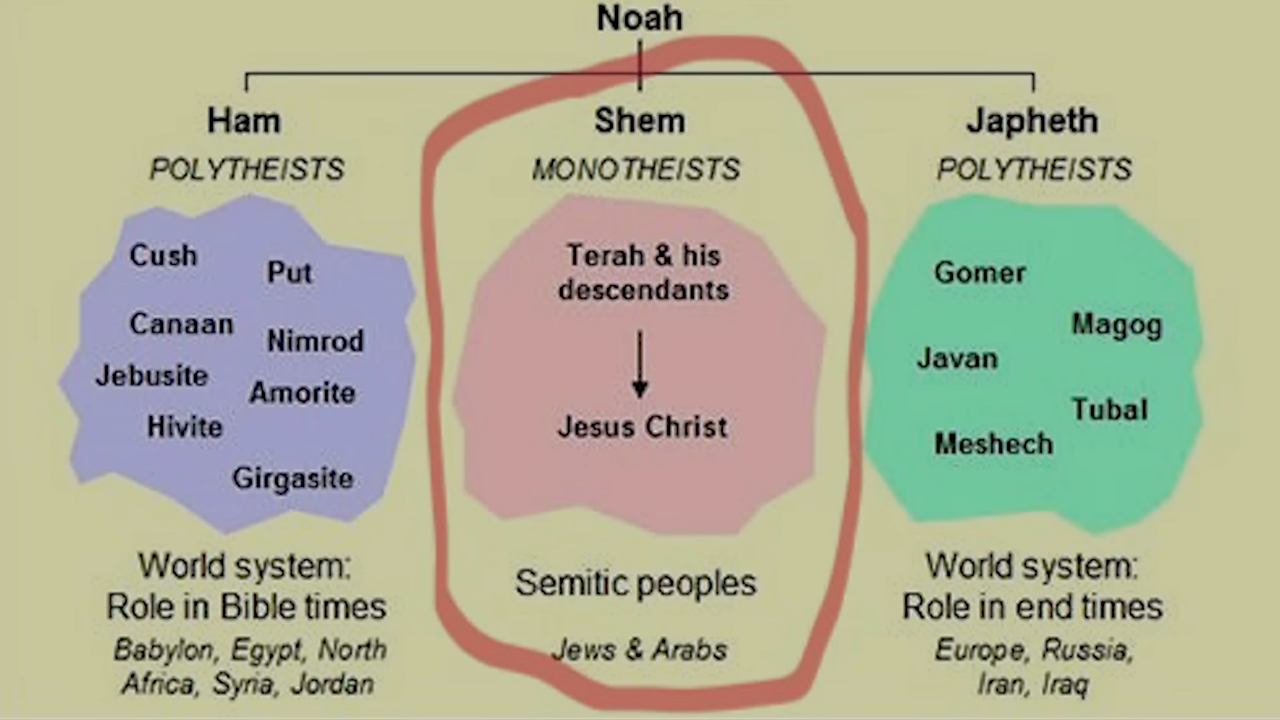 Noah
Ham
POLYTHEISTS
Cush
Put
Canaan
Nimrod
Jebusite
Amorite
Hivite
Girgasite
World system:
Role in Bible times
Babylon, Egypt, North
Africa, Syria, Jordan
Shem
MONOTHEISTS
Terah & his
descendants
Jesus Christ
Semitic peoples
Jews & Arabs
Japheth
POLYTHEISTS
Gomer
Magog
Javan
Tubal
Meshech
World system:
Role in end times
Europe, Russia,
Iran, Iraq